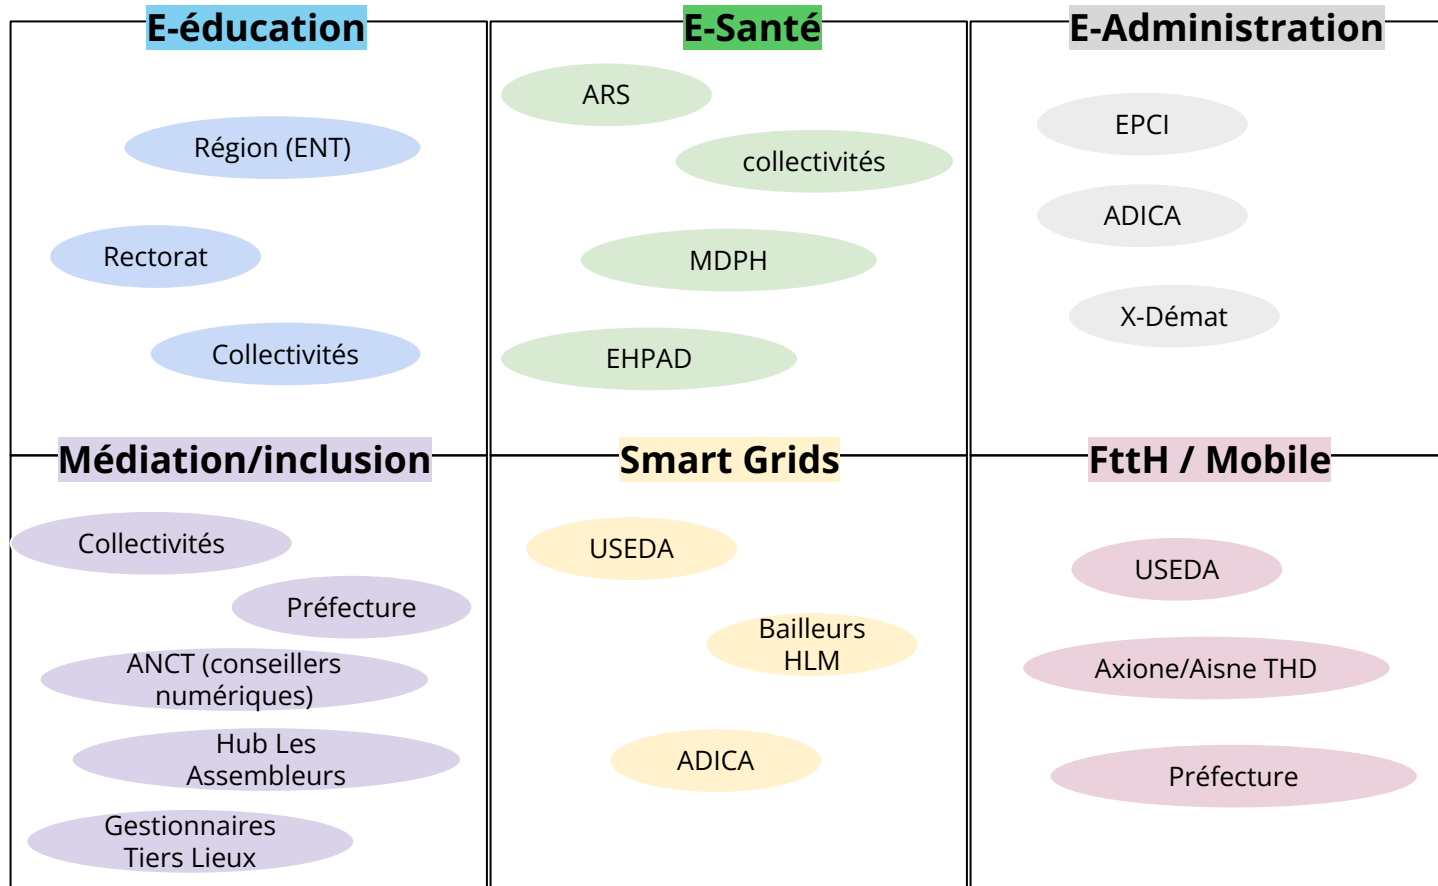 E-éducation
Région (ENT)
Rectorat
Collectivités
E-Santé
ARS
collectivités
MDPH
EHPAD
E-Administration
EPCI
ADICA
X-Démat
Médiation/inclusion
Collectivités
Préfecture
ANCT (conseillers
numériques)
Hub Les
Assembleurs
Gestionnaires
Tiers Lieux
Smart Grids
USEDA
Bailleurs
HLM
ADICA
FttH / Mobile
USEDA
Axione/Aisne THD
Préfecture